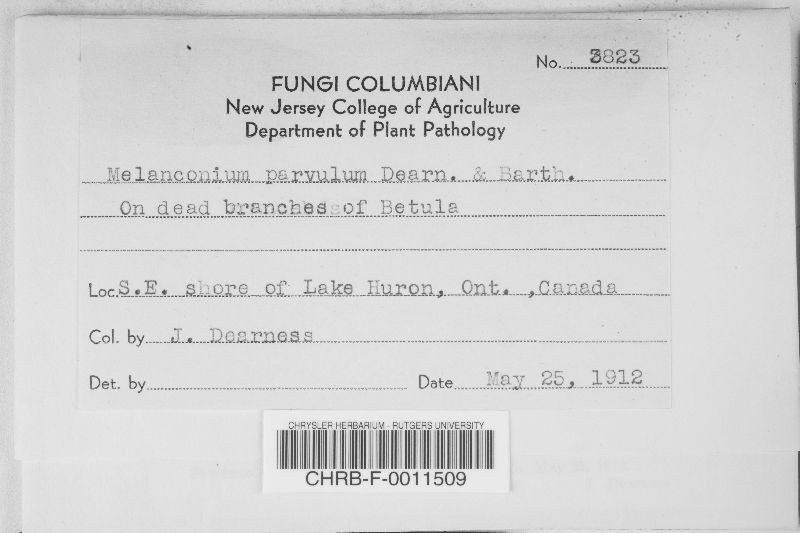 No. 3823
FUNGI COLUMBIANI
New Jersey College of Agriculture
Department of Plant Pathology
Melanconium parvulum Dearn. & Barth.
On dead branches of Betula
Loc. S.E. shore of Lake Huron, Ont. ,Canada
Col. by J. Dearness
Det. by
Date May 25, 1912
CHRYSLER HERBARIUM - RUTGERS UNIVERSITY
CHRB-F-0011509